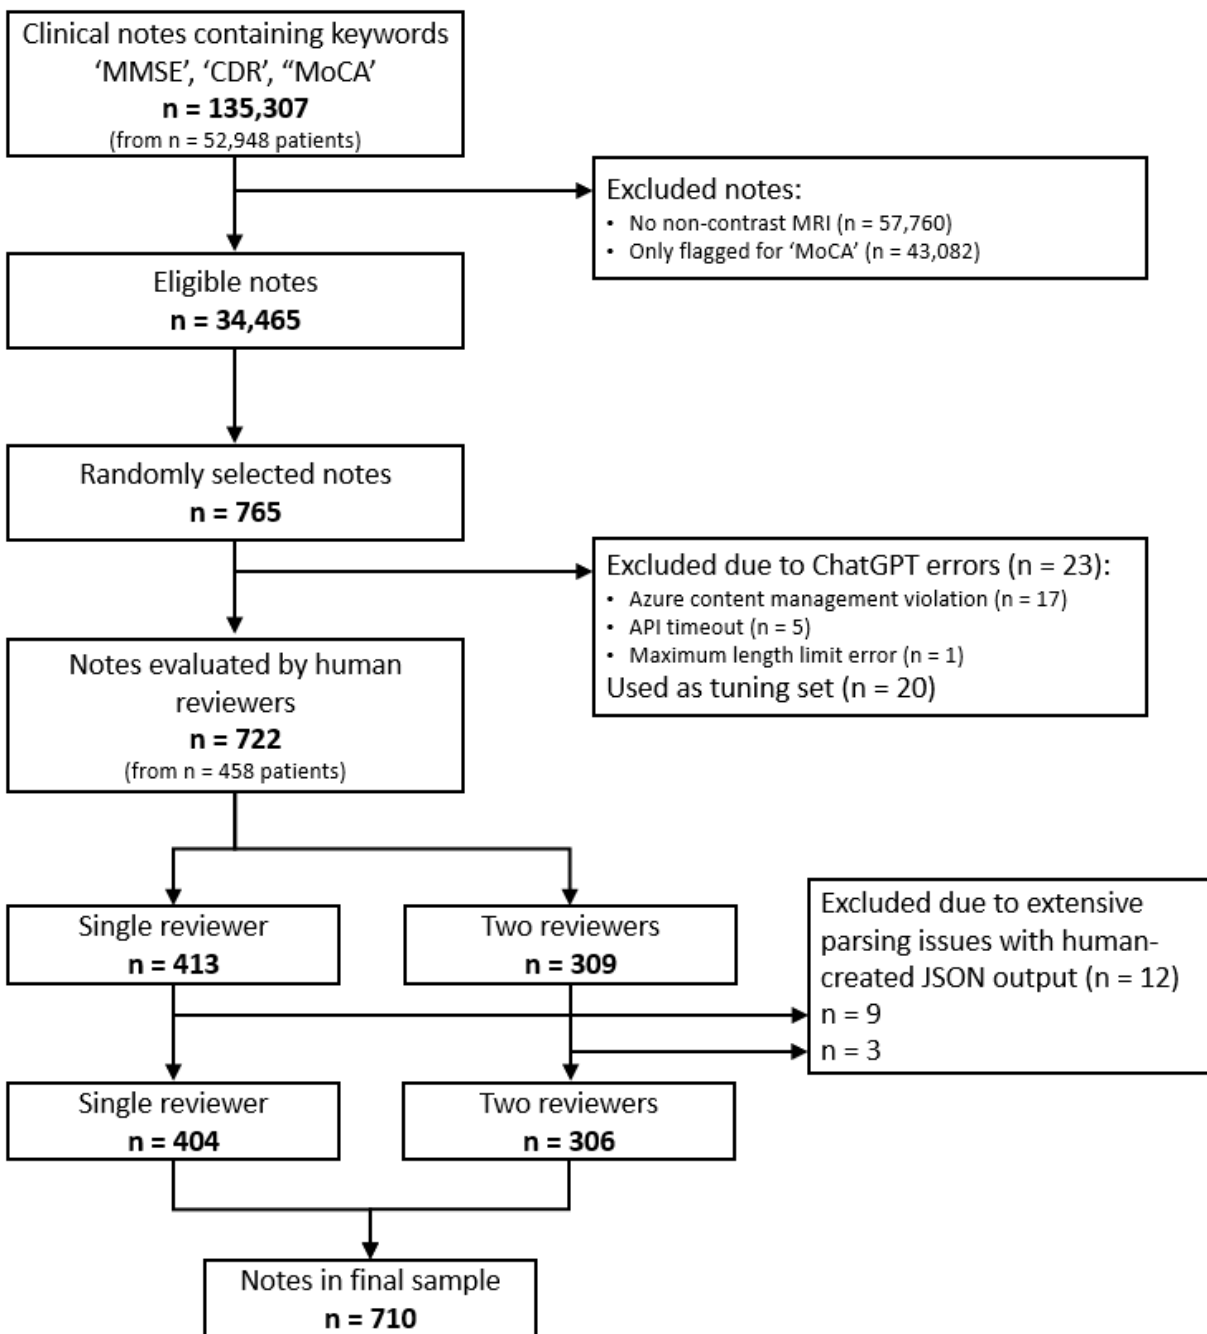 Clinical notes containing keywords
‘MMSE’, ‘CDR’, “MoCA’
n = 135,307
(from n = 52,948 patients)
Excluded notes:
• No non-contrast MRI (n = 57,760)
• Only flagged for ‘MoCA’ (n = 43,082)
Eligible notes
n = 34,465
Randomly selected notes
n = 765
Excluded due to ChatGPT errors (n = 23):
• Azure content management violation (n = 17)
• API timeout (n = 5)
• Maximum length limit error (n = 1)
Used as tuning set (n = 20)
Notes evaluated by human
reviewers
n = 722
(from n = 458 patients)
Single reviewer
n = 413
Two reviewers
n = 309
Excluded due to extensive
parsing issues with human-
created JSON output (n = 12)
n = 9
n = 3
Single reviewer
n = 404
Two reviewers
n = 306
Notes in final sample
n = 710